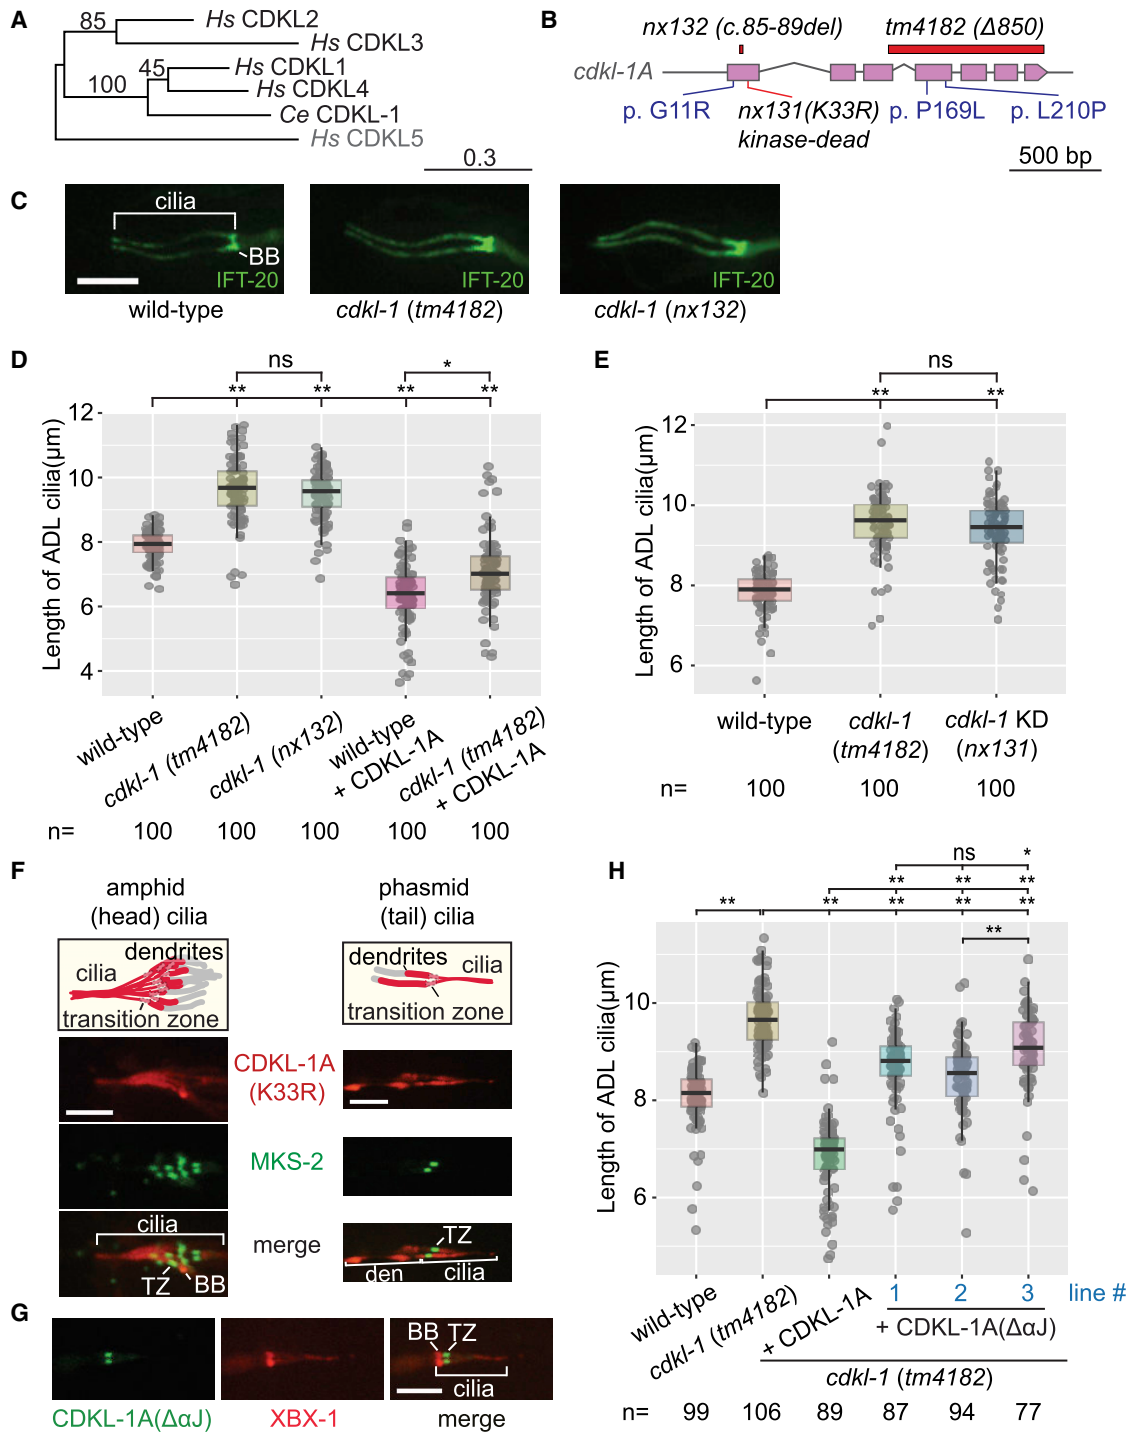 A
85
Hs CDKL2
Hs CDKL3
45
Hs CDKL1
100
Hs CDKL4
Ce CDKL-1
Hs CDKL5
0.3
B
nx132 (c.85-89del)
tm4182 (Δ850)
cdkl-1A
p. G11R
nx131(K33R)
kinase-dead
p. P169L
p. L210P
500 bp
C
cilia
BB
IFT-20
IFT-20
IFT-20
wild-type
cdkl-1 (tm4182)
cdkl-1 (nx132)
D
ns
*
** ** ** **
Length of ADL cilia(μm)
12
10
8
6
4
wild-type
cdkl-1 (tm4182)
cdkl-1 (nx132)
wild-type
+ CDKL-1A
cdkl-1 (tm4182)
+ CDKL-1A
n= 100 100 100 100 100
E
ns
** **
Length of ADL cilia(μm)
12
10
8
6
wild-type
cdkl-1
(tm4182)
cdkl-1 KD
(nx131)
n= 100 100 100
F
amphid
(head) cilia
phasmid
(tail) cilia
dendrites
cilia
transition zone
dendrites
cilia
transition zone
CDKL-1A
(K33R)
MKS-2
merge
cilia
TZ
BB
TZ
den
cilia
G
BB TZ
cilia
CDKL-1A(ΔαJ)
XBX-1
merge
H
ns *
** ** **
** ** ** ** **
**
Length of ADL cilia(μm)
10
8
6
wild-type
cdkl-1 (tm4182)
+ CDKL-1A
1 2 3 line #
+ CDKL-1A(ΔαJ)
cdkl-1 (tm4182)
n= 99 106 89 87 94 77